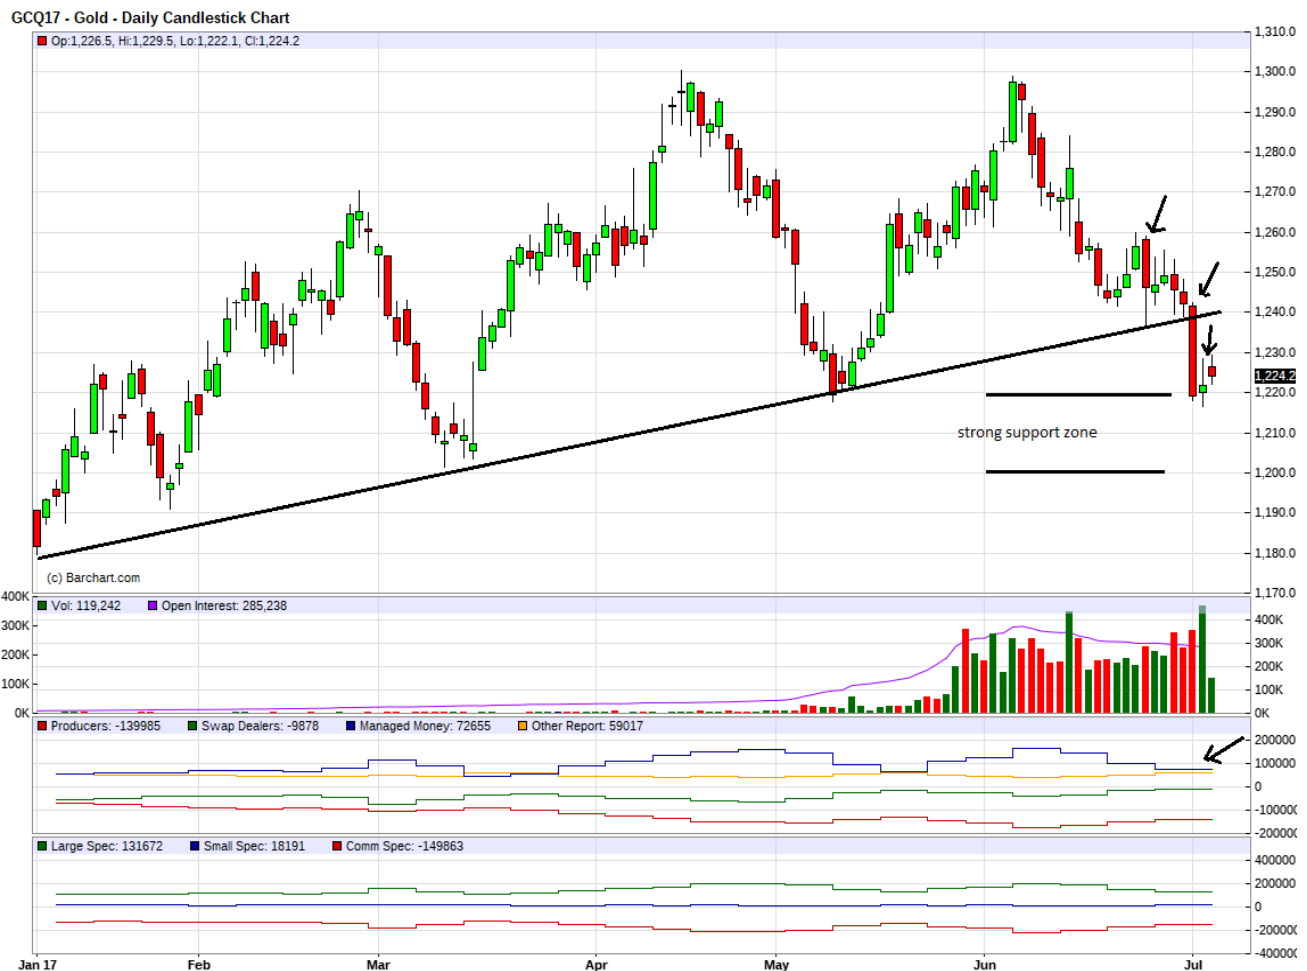 GCQ17 - Gold - Daily Candlestick Chart
Op:1,226.5, Hi:1,229.5, Lo:1,222.1, Cl:1,224.2
1,310.0
1,300.0
1,290.0
1,280.0
1,270.0
1,260.0
1,250.0
1,240.0
1,230.0
1,224.2
1,220.0
strong support zone
1,210.0
1,200.0
1,190.0
1,180.0
(c) Barchart.com
1,170.0
400K
Vol: 119,242 Open Interest: 285,238
300K
200K
100K
0K
400K
300K
200K
100K
0K
Producers: -139985 Swap Dealers: -9878 Managed Money: 72655 Other Report: 59017
200000
100000
0
-100000
-200000
Large Spec: 131672 Small Spec: 18191 Comm Spec: -149863
400000
200000
0
-200000
-400000
Jan 17 Feb Mar Apr May Jun Jul